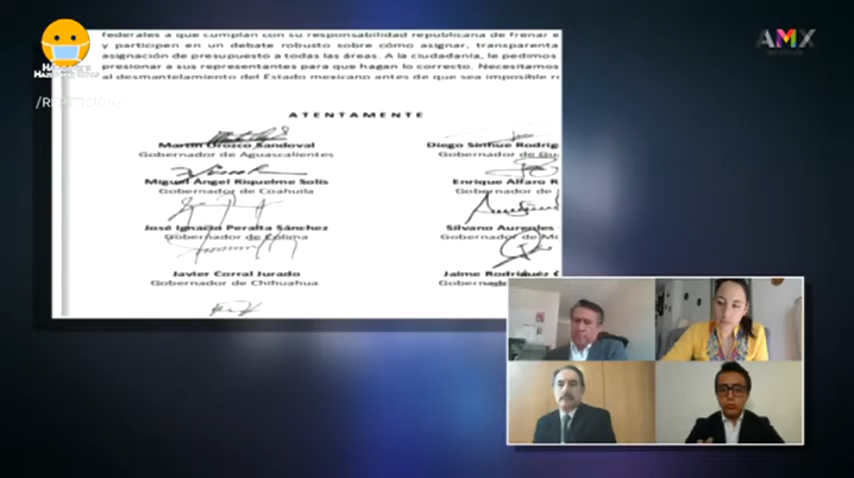 federales a que cumplan con su responsabilidad republicana de frenar e
y participen en un debate robusto sobre cómo asignar, transparenta
asignación de presupuesto a todas las áreas. A la ciudadanía, le pedimos
presionar a sus representantes para que hagan lo correcto. Necesitamos
al desmantelamiento del Estado mexicano antes de que sea imposible r
ATENTAMENTE
Martín Orozco Sandoval
Gobernador de Aguascalientes
Diego Sinhue Rodrig
Gobernador de Gu
Miguel Ángel Riquelme Solís
Gobernador de Coahuila
Enrique Alfaro R
Gobernador de
José Ignacio Peralta Sánchez
Gobernador de Colima
Silvano Aureoles
Gobernador de Mi
Javier Corral Jurado
Gobernador de Chihuahua
Jaime Rodríguez C
Gobernad
AMX